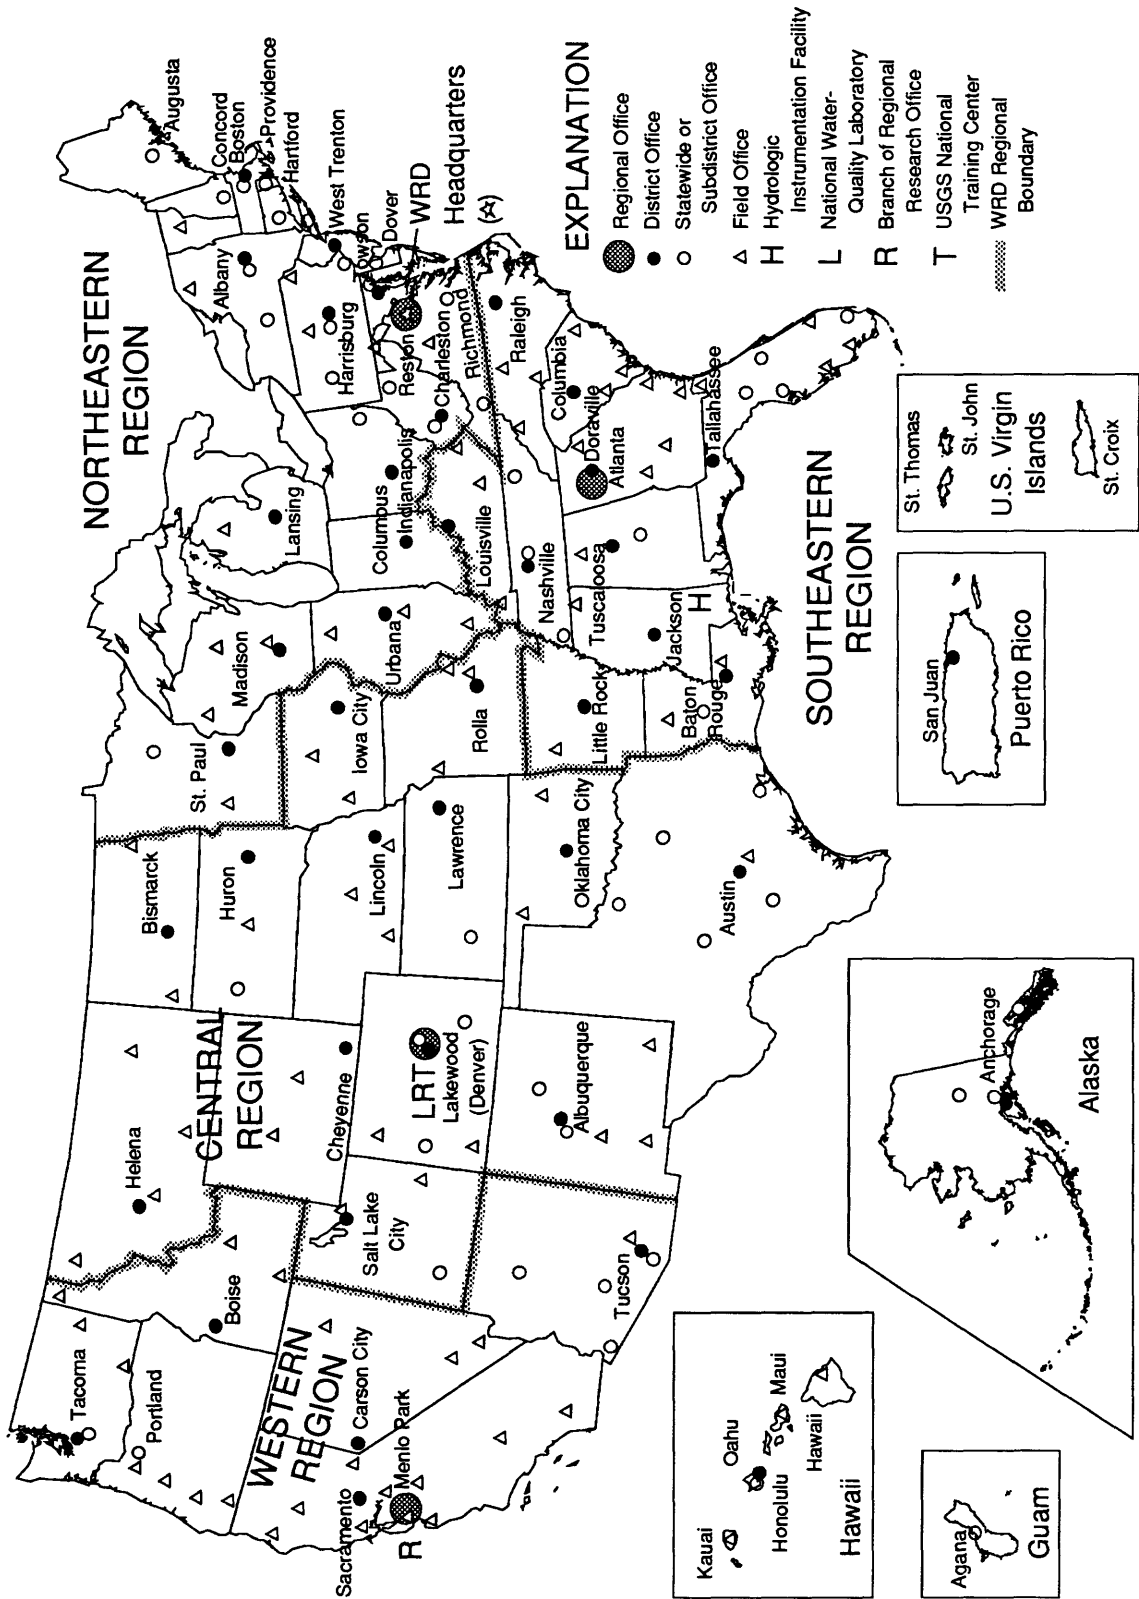 NORTHEASTERN
REGION
Augusta
Concord
Boston
Providence
Hartford
West Trenton
Towson
Dover
WRD
Headquarters
(☆)
Albany
Harrisburg
Reston
Charleston
Richmond
Lansing
Columbus
Indianapolis
Louisville
Madison
Urbana
St. Paul
CENTRAL
REGION
Bismarck
Huron
Lincoln
Lawrence
Iowa City
Rolla
Helena
Cheyenne
LRT
Lakewood
(Denver)
Albuquerque
Oklahoma City
Austin
WESTERN
REGION
Tacoma
Portland
Boise
Salt Lake
City
Carson City
Menlo Park
Sacramento
R
Tucson
SOUTHEASTERN
REGION
Raleigh
Columbia
Doraville
Atlanta
Tallahassee
Nashville
Tuscaloosa
Jackson
H
Little Rock
Baton
Rouge
EXPLANATION
Regional Office
District Office
Statewide or
Subdistrict Office
Field Office
H Hydrologic
Instrumentation Facility
L National Water-
Quality Laboratory
R Branch of Regional
Research Office
T USGS National
Training Center
WRD Regional
Boundary
St. Thomas
St. John
U.S. Virgin
Islands
St. Croix
San Juan
Puerto Rico
Anchorage
Alaska
Kauai
Oahu
Honolulu
Maui
Hawaii
Hawaii
Agana
Guam